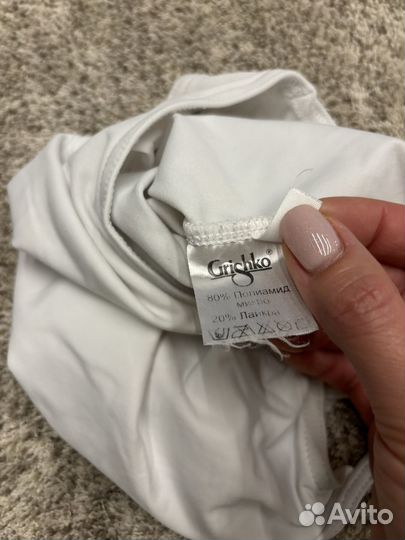 Grishko®
80% Полиамид
микро
20% Лайкра
Avito